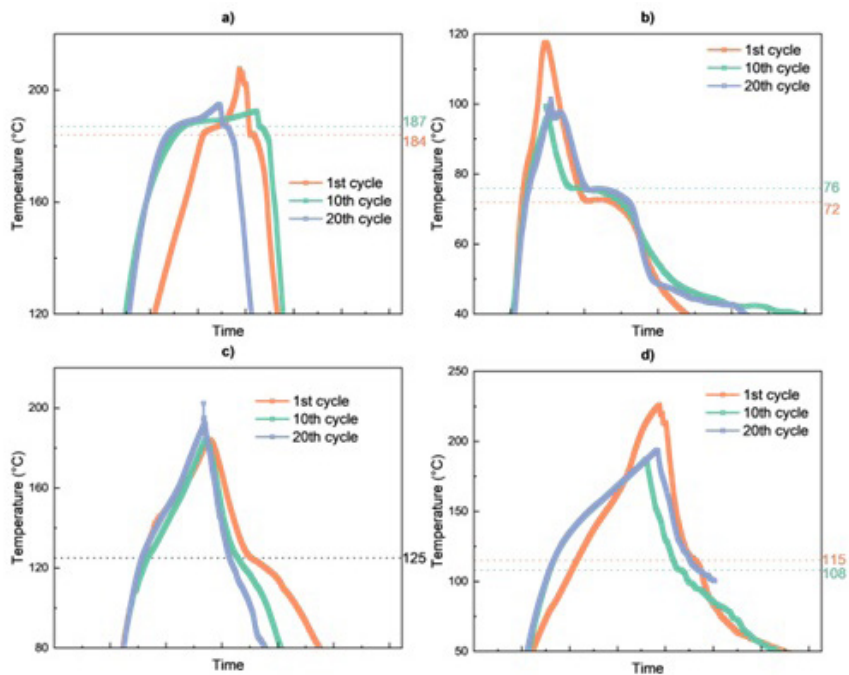 a)
Temperature (°C)
200
160
120
187
184
1st cycle
10th cycle
20th cycle
Time
b)
Temperature (°C)
120
100
80
60
40
1st cycle
10th cycle
20th cycle
76
72
Time
c)
Temperature (°C)
200
160
120
80
1st cycle
10th cycle
20th cycle
125
Time
d)
Temperature (°C)
250
200
150
100
50
1st cycle
10th cycle
20th cycle
115
108
Time